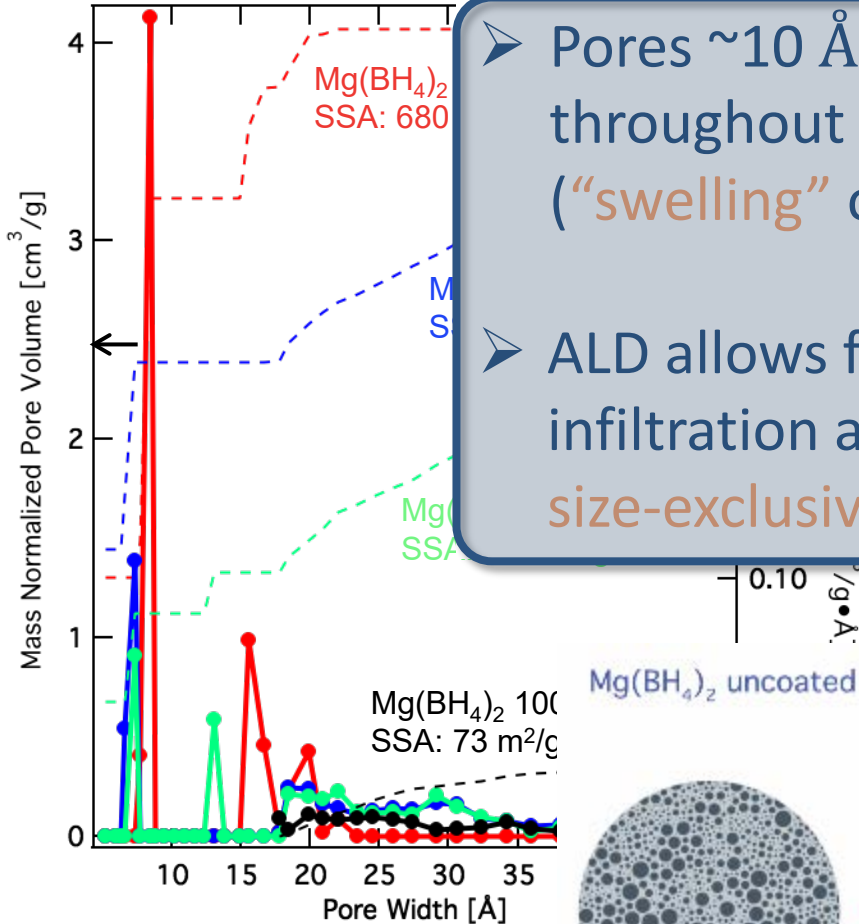 4
3
2
1
0
Mass Normalized Pore Volume [cm³/g]
10 15 20 25 30 35
Pore Width [Å]
Mg(BH₄)₂
SSA: 680
Mg(BH₄)₂ 100
SSA: 73 m²/g
➢ Pores ~10 Å
throughout
(“swelling”
➢ ALD allows
infiltration
size-exclusiv
0.10
/g•Å
Mg(BH₄)₂ uncoated